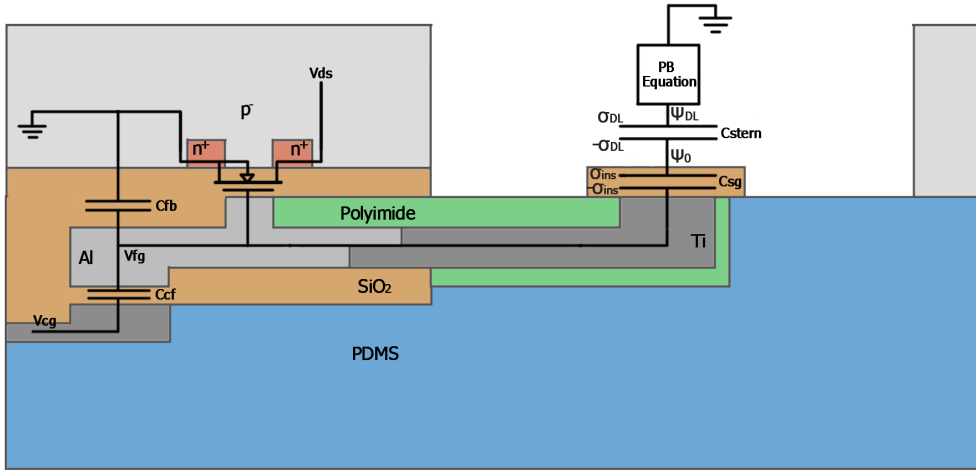 Vds
p-
n+
n+
PB
Equation
σDL
ΨDL
Cstern
-σDL
Ψ0
σins
-σins
Csg
Cfb
Polyimide
Al
Vfg
Ti
Ccf
SiO2
Vcg
PDMS